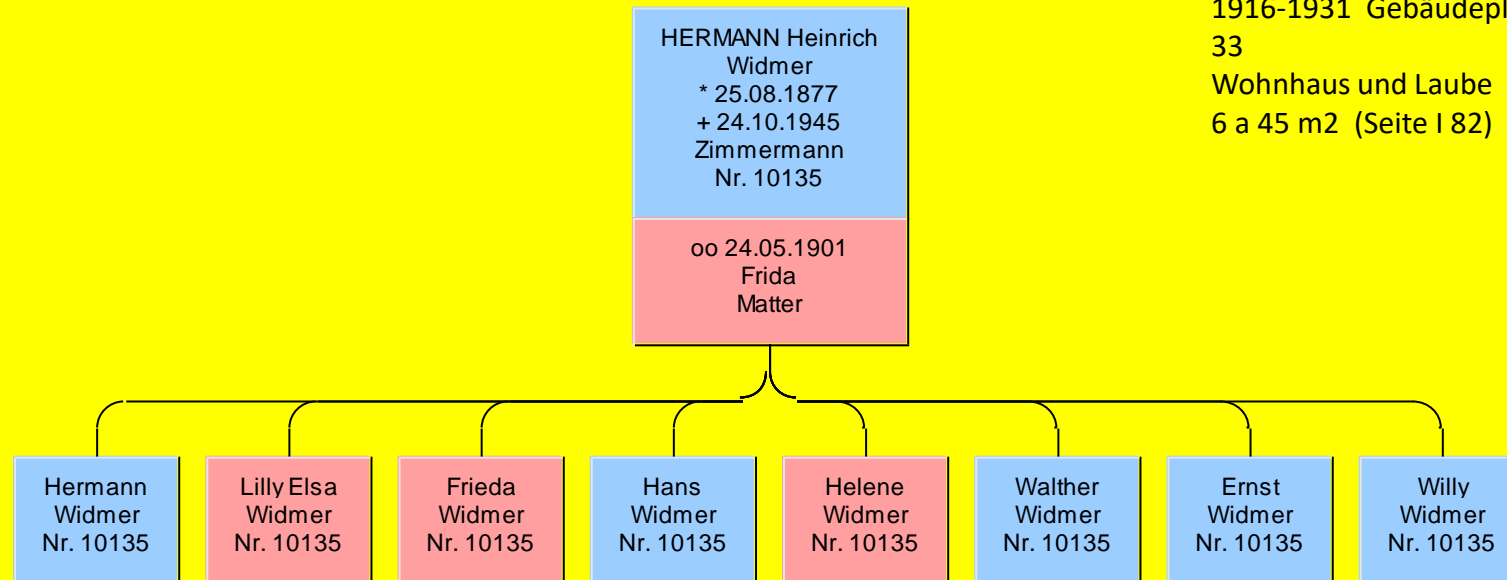 1916-1931 Gebäudepl
33
Wohnhaus und Laube
6 a 45 m2 (Seite I 82)
HERMANN Heinrich
Widmer
* 25.08.1877
+ 24.10.1945
Zimmermann
Nr. 10135
oo 24.05.1901
Frida
Matter
Hermann
Widmer
Nr. 10135
Lilly Elsa
Widmer
Nr. 10135
Frieda
Widmer
Nr. 10135
Hans
Widmer
Nr. 10135
Helene
Widmer
Nr. 10135
Walther
Widmer
Nr. 10135
Ernst
Widmer
Nr. 10135
Willy
Widmer
Nr. 10135